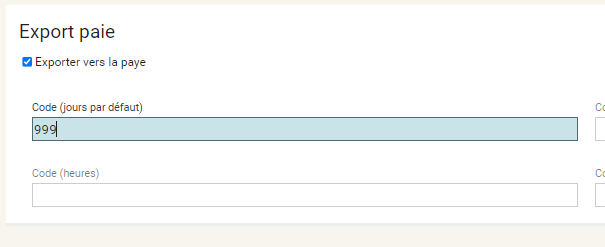 Export paie
Exporter vers la paye
Code (jours par défaut)
999
Code (heures)